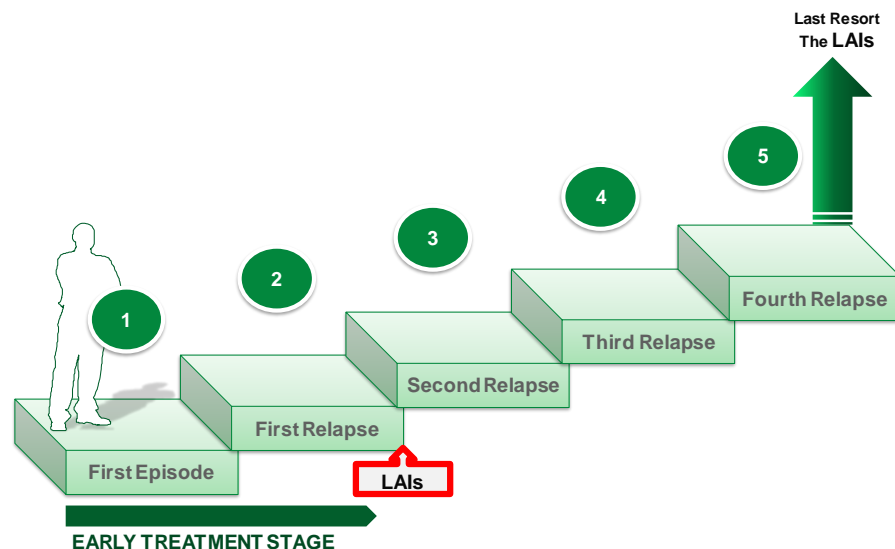 Last Resort
The LAIs
5
4
3
2
1
Fourth Relapse
Third Relapse
Second Relapse
First Relapse
First Episode
LAIs
EARLY TREATMENT STAGE